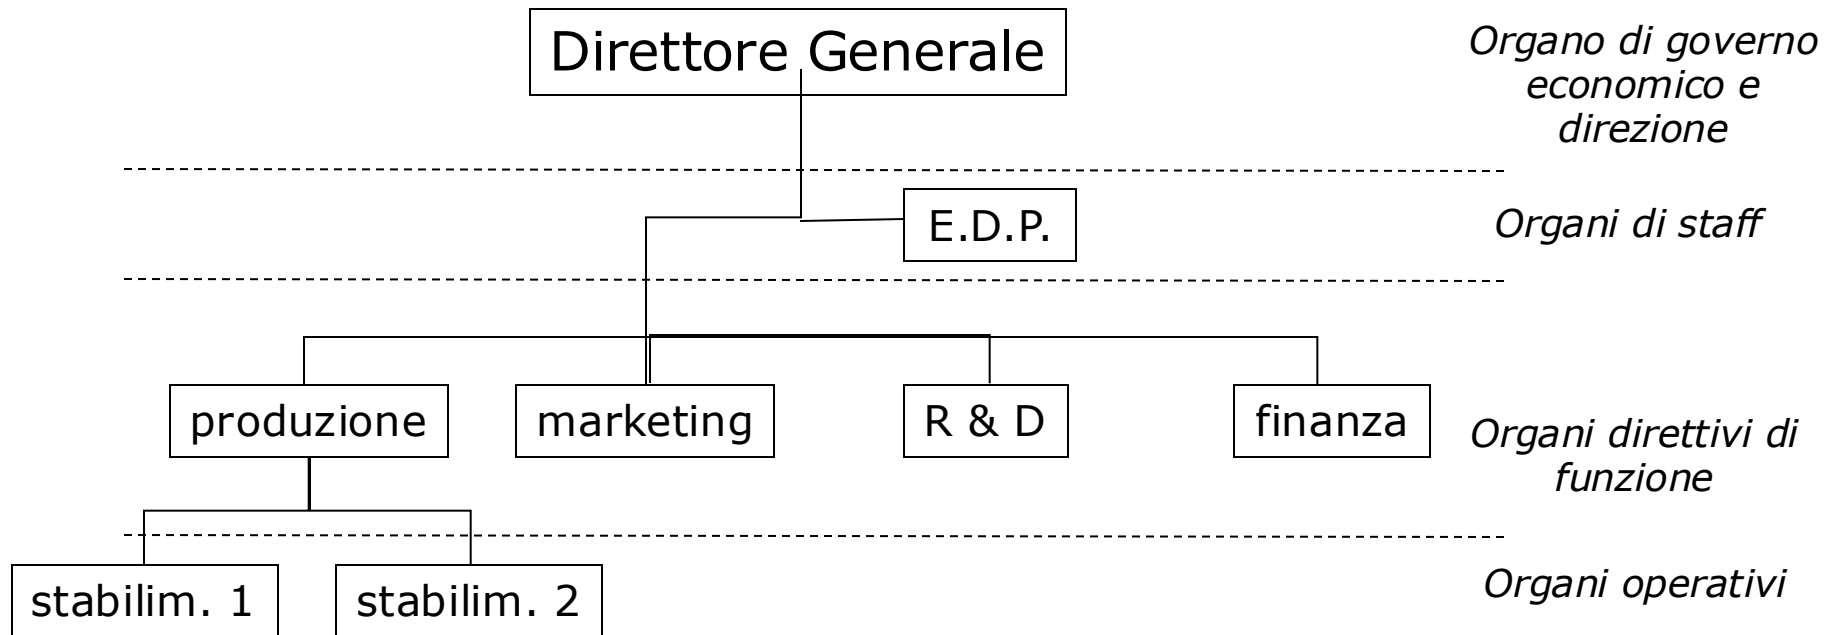 Direttore Generale
Organo di governo
economico e
direzione
E.D.P.
Organi di staff
produzione
marketing
R & D
finanza
Organi direttivi di
funzione
stabilim. 1
stabilim. 2
Organi operativi